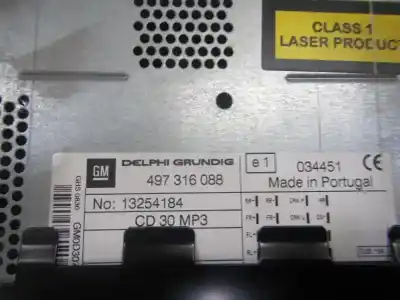 CLASS 1
LASER PRODUCT
GM
DELPHI GRUNDIG
497 316 088
e1
034451
CE
Made in Portugal
No: 13254184
CD 30 MP3